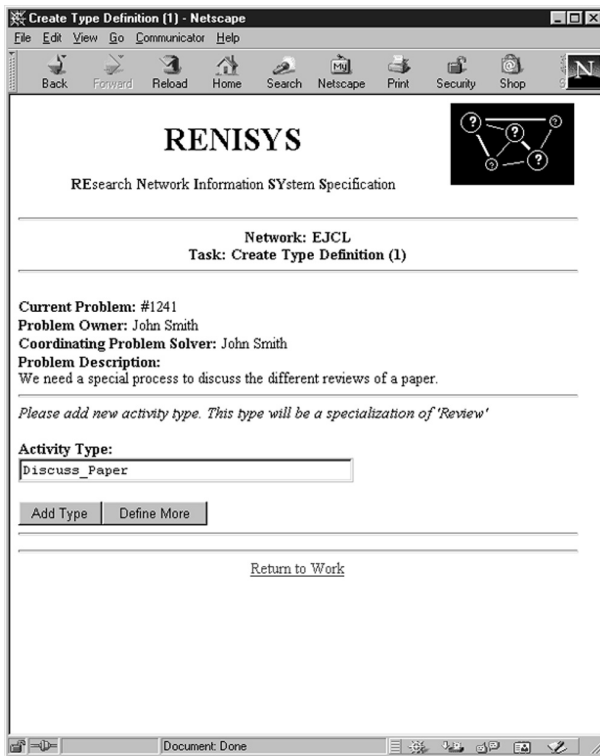 Create Type Definition (1) - Netscape
File Edit View Go Communicator Help
My
N
Back Forward Reload Home Search Netscape Print Security Shop
RENISYS
? ? ? ? ?
REsearch Network Information SYstem Specification
Network: EJCL
Task: Create Type Definition (1)
Current Problem: #1241
Problem Owner: John Smith
Coordinating Problem Solver: John Smith
Problem Description:
We need a special process to discuss the different reviews of a paper.
Please add new activity type. This type will be a specialization of 'Review'
Activity Type:
Discuss_Paper
Add Type Define More
Return to Work
Document: Done